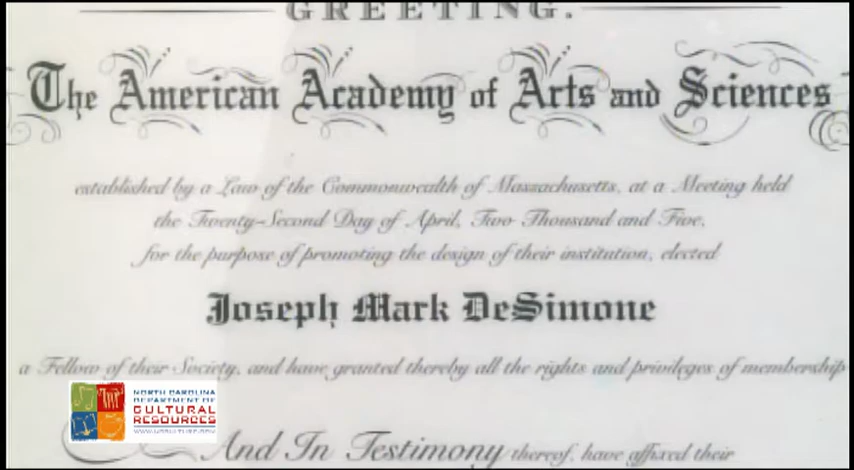 GREETING.
The American Academy of Arts and Sciences
established by a Law of the Commonwealth of Massachusetts, at a Meeting held
the Twenty-Second Day of April, Two Thousand and Five,
for the purpose of promoting the design of their institution, elected
Joseph Mark DeSimone
a Fellow of their Society, and have granted thereby all the rights and privileges of membership
And In Testimony thereof, have affixed their
NORTH CAROLINA
DEPARTMENT OF
CULTURAL
RESOURCES
WWW.NCCULTURE.COM